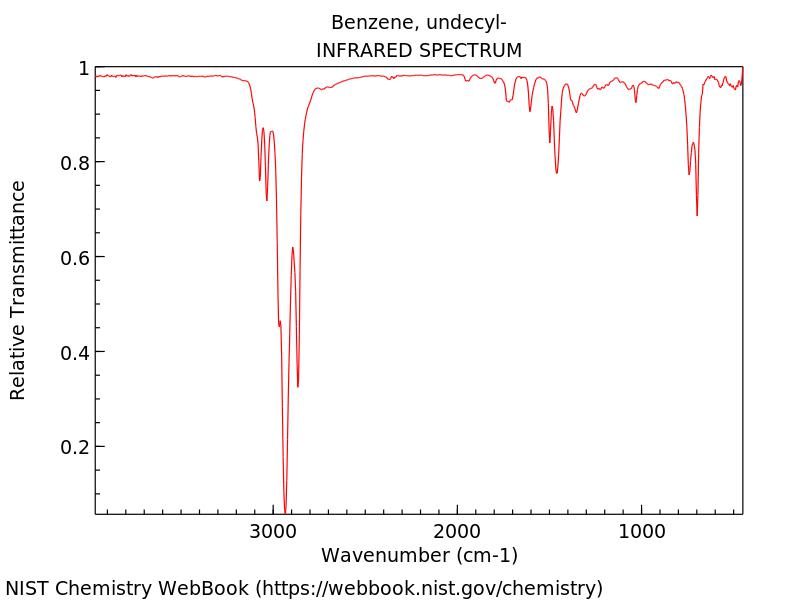 Benzene, undecyl-
INFRARED SPECTRUM
1
0.8
0.6
0.4
0.2
Relative Transmittance
3000
2000
1000
Wavenumber (cm-1)
NIST Chemistry WebBook (https://webbook.nist.gov/chemistry)